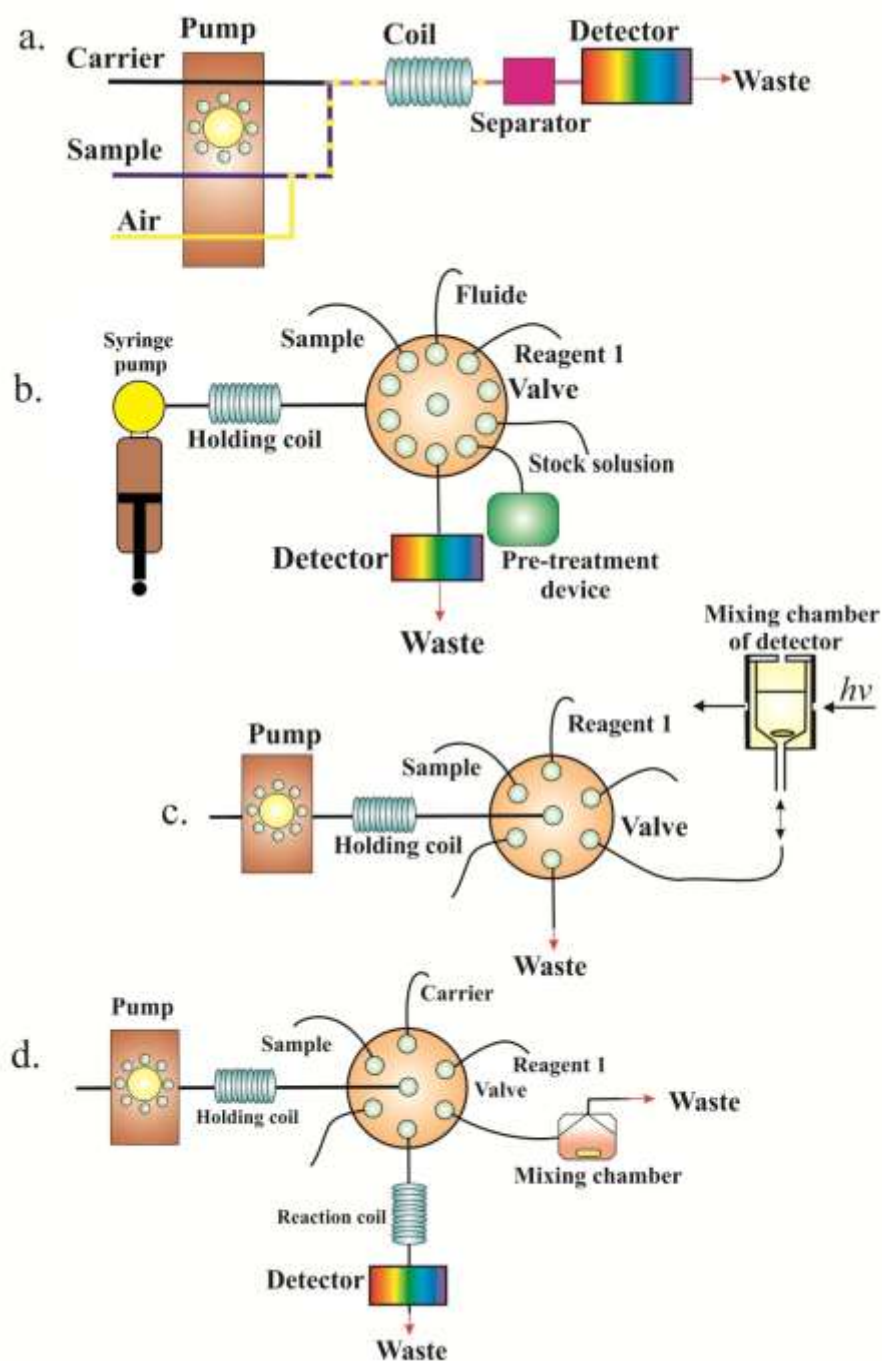 a.
Pump
Coil
Detector
Carrier
Waste
Separator
Sample
Air
b.
Fluide
Sample
Syringe
pump
Reagent 1
Valve
Holding coil
Stock solusion
Detector
Pre-treatment
device
Waste
Mixing chamber
of detector
hν
c.
Pump
Reagent 1
Sample
Holding coil
Valve
Waste
d.
Pump
Carrier
Sample
Reagent 1
Valve
Holding coil
Waste
Mixing chamber
Reaction coil
Detector
Waste